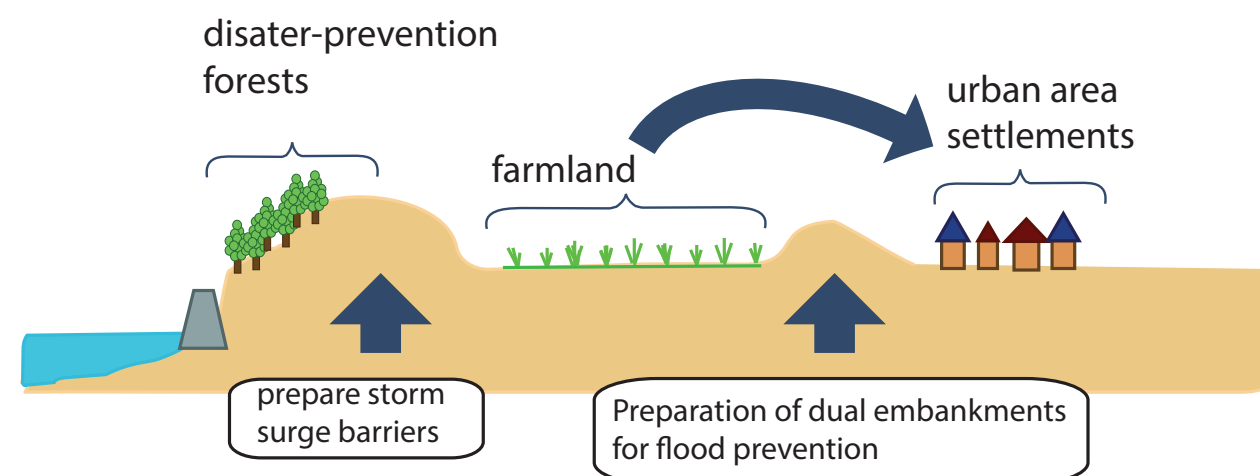 disater-prevention
forests
farmland
urban area
settlements
prepare storm
surge barriers
Preparation of dual embankments
for flood prevention